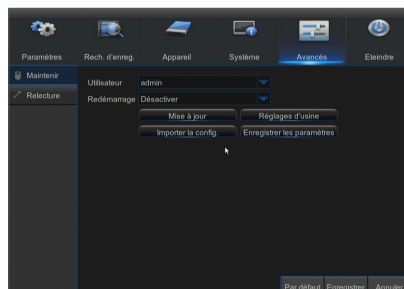 Paramètres Rech. d'enreg. Appareil Système Avancés Eteindre
Maintenir
Relecture
Utilisateur admin
Redémarrage Désactiver
Mise à jour Réglages d'usine
Importer la config. Enregistrer les paramètres
Par défaut Enregistrer Annuler